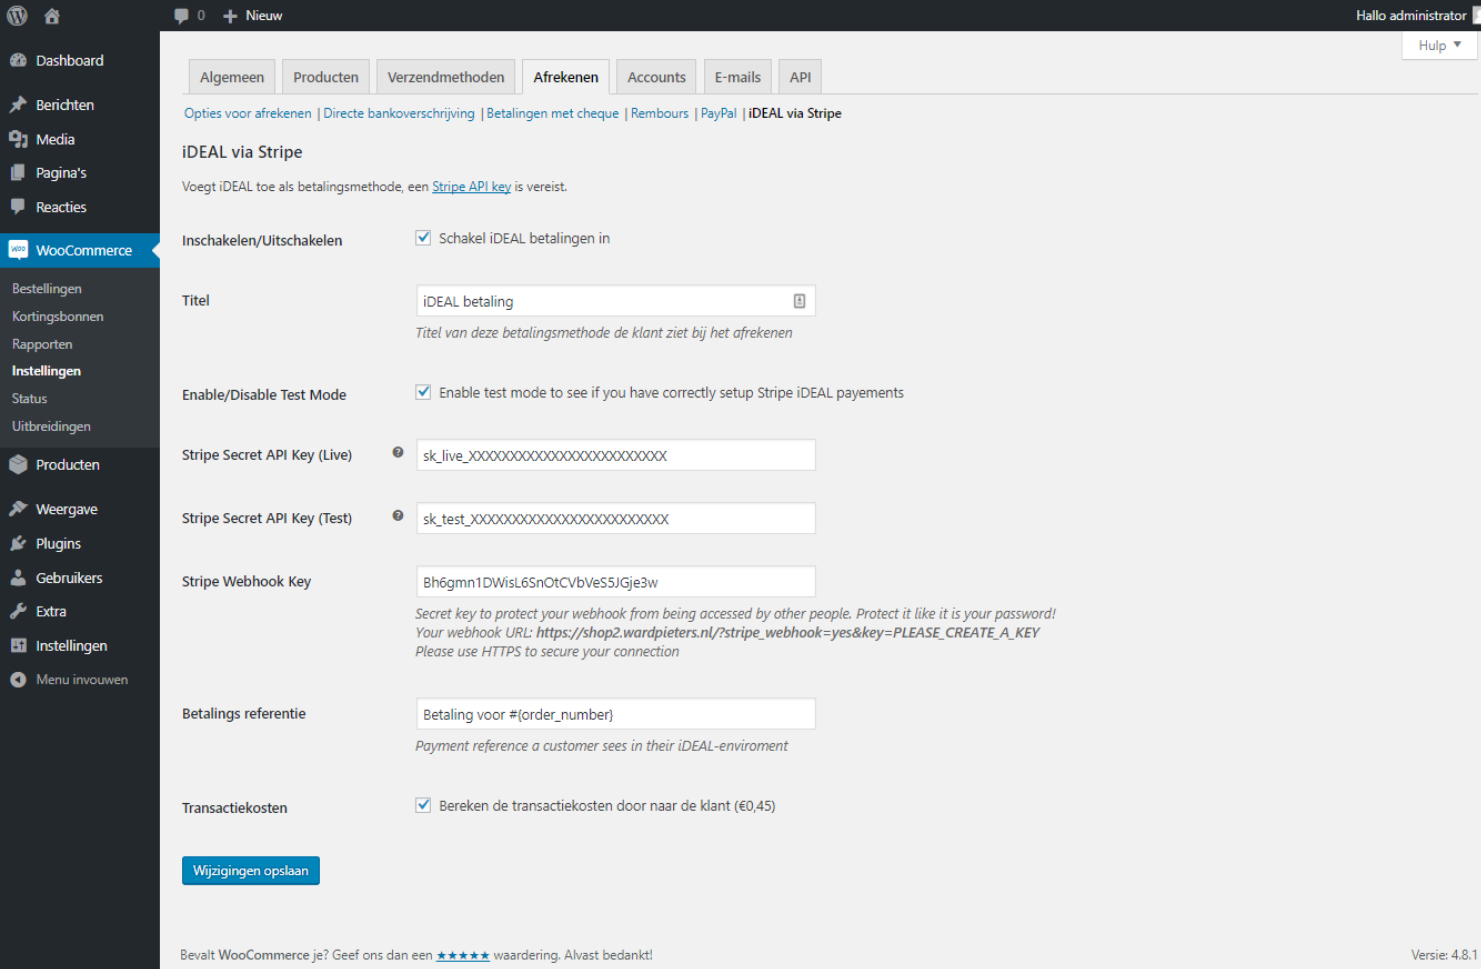 0 Nieuw Hallo administrator
Hulp
Dashboard
Berichten
Media
Pagina's
Reacties
WooCommerce
Bestellingen
Kortingsbonnen
Rapporten
Instellingen
Status
Uitbreidingen
Producten
Weergave
Plugins
Gebruikers
Extra
Instellingen
Menu invouwen
Algemeen Producten Verzendmethoden Afrekenen Accounts E-mails API
Opties voor afrekenen | Directe bankoverschrijving | Betalingen met cheque | Rembours | PayPal | iDEAL via Stripe
iDEAL via Stripe
Voegt iDEAL toe als betalingsmethode, een Stripe API key is vereist.
Inschakelen/Uitschakelen Schakel iDEAL betalingen in
Titel iDEAL betaling
Titel van deze betalingsmethode de klant ziet bij het afrekenen
Enable/Disable Test Mode Enable test mode to see if you have correctly setup Stripe iDEAL payements
Stripe Secret API Key (Live) sk_live_XXXXXXXXXXXXXXXXXXXXXXXX
Stripe Secret API Key (Test) sk_test_XXXXXXXXXXXXXXXXXXXXXXXX
Stripe Webhook Key Bh6gmn1DWisL6SnOtCVbVeS5JGje3w
Secret key to protect your webhook from being accessed by other people. Protect it like it is your password!
Your webhook URL: https://shop2.wardpieters.nl/?stripe_webhook=yes&key=PLEASE_CREATE_A_KEY
Please use HTTPS to secure your connection
Betalings referentie Betaling voor #{order_number}
Payment reference a customer sees in their iDEAL-enviroment
Transactiekosten Bereken de transactiekosten door naar de klant (€0,45)
Wijzigingen opslaan
Bevalt WooCommerce je? Geef ons dan een ★★★★★ waardering. Alvast bedankt! Versie: 4.8.1